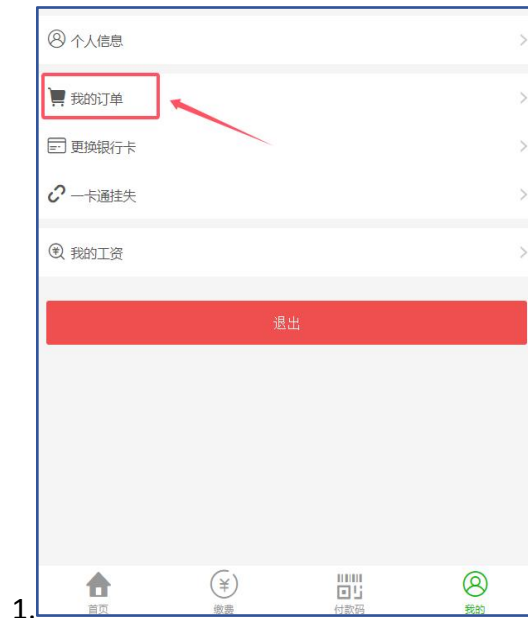 个人信息
我的订单
更换银行卡
一卡通挂失
我的工资
退出
首页 缴费 付款码 我的
1.